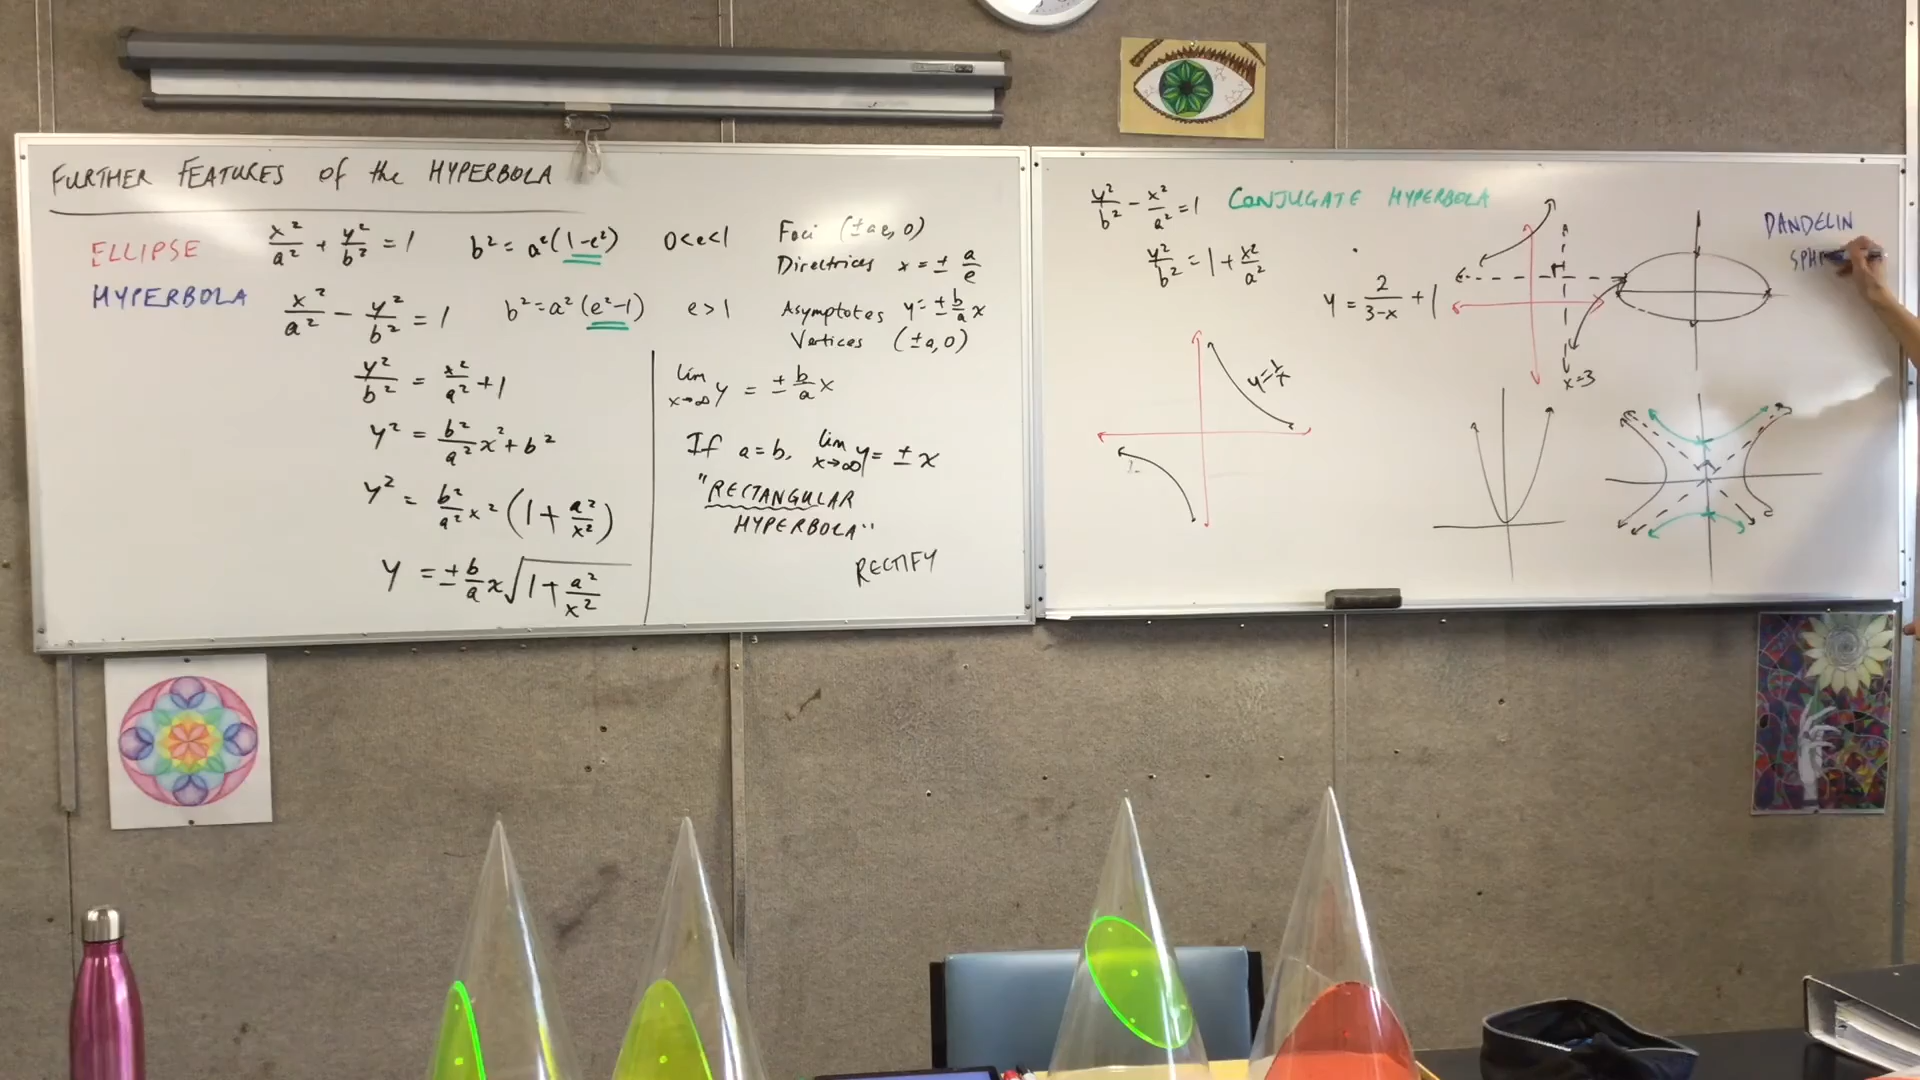 FURTHER FEATURES of the HYPERBOLA
ELLIPSE x²/a² + y²/b² = 1 b² = a²(1-e²) 0<e<1
HYPERBOLA x²/a² - y²/b² = 1 b² = a²(e²-1) e>1
y²/b² = x²/a² + 1
y² = b²/a² x² + b²
y² = b²/a² x² (1 + a²/x²)
y = ± b/a x √(1 + a²/x²)
Foci (±ae, 0)
Directrices x = ± a/e
Asymptotes y = ± b/a x
Vertices (±a, 0)
lim x→∞ y = ± b/a x
If a=b, lim x→∞ y = ± x
"RECTANGULAR
HYPERBOLA"
RECTIFY
y²/b² - x²/a² = 1 CONJUGATE HYPERBOLA
y²/b² = 1 + x²/a²
y = 2/(3-x) + 1
x=3
y=1/x
DANDELIN